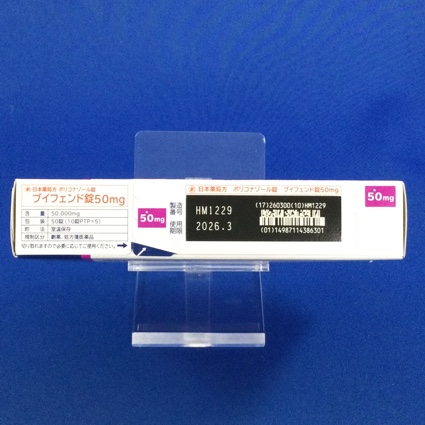 日本薬局方 ボリコナゾール錠
ブイフェンド錠50mg
含 量 50.000mg
包 装 50錠(10錠PTP×5)
貯 法 室温保存
規制区分 劇薬、処方箋医薬品
切り割れますので必要に応じてご使用ください。
50mg
日本薬局方 ボリコナゾール錠 ブイフェンド錠50mg
製造番号 HM1229
使用期限 2026.3
(17)260300(10)HM1229
(01)14987114386301
50mg